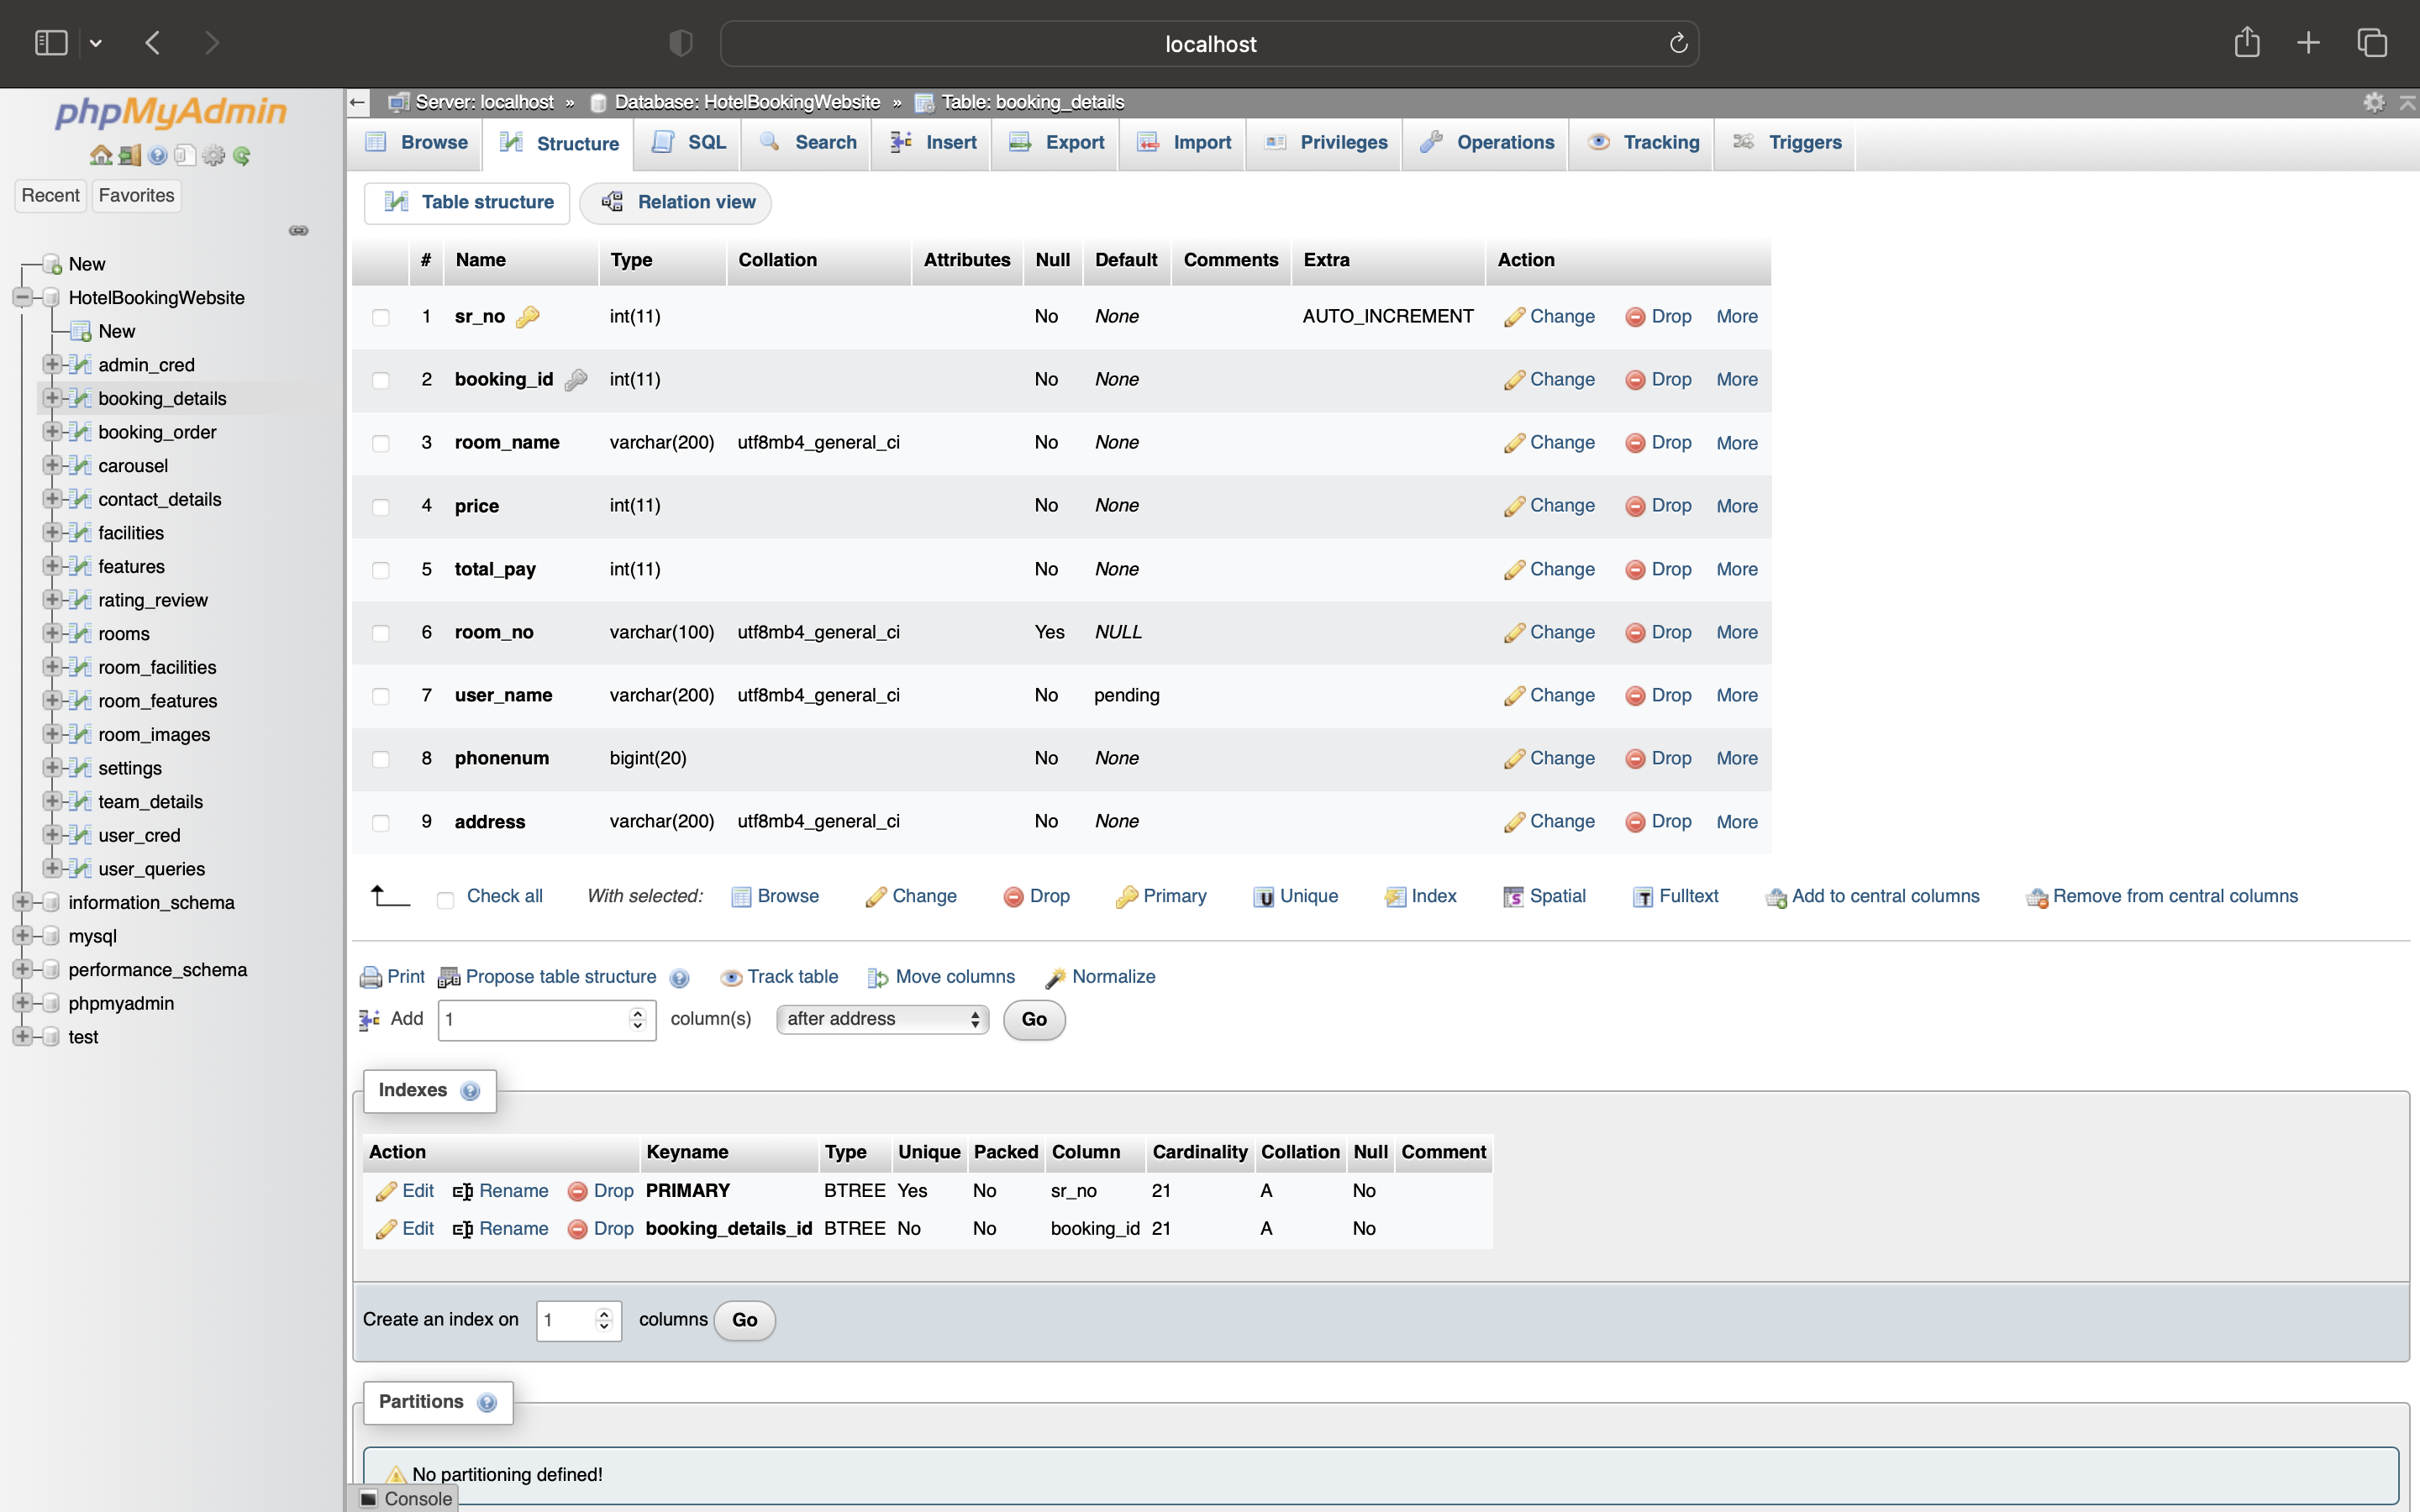 localhost
phpMyAdmin
Recent Favorites
New
HotelBookingWebsite
New
admin_cred
booking_details
booking_order
carousel
contact_details
facilities
features
rating_review
rooms
room_facilities
room_features
room_images
settings
team_details
user_cred
user_queries
information_schema
mysql
performance_schema
phpmyadmin
test
Server: localhost » Database: HotelBookingWebsite » Table: booking_details
Browse Structure SQL Search Insert Export Import Privileges Operations Tracking Triggers
Table structure Relation view
# Name Type Collation Attributes Null Default Comments Extra Action
1 sr_no int(11) No None AUTO_INCREMENT Change Drop More
2 booking_id int(11) No None Change Drop More
3 room_name varchar(200) utf8mb4_general_ci No None Change Drop More
4 price int(11) No None Change Drop More
5 total_pay int(11) No None Change Drop More
6 room_no varchar(100) utf8mb4_general_ci Yes NULL Change Drop More
7 user_name varchar(200) utf8mb4_general_ci No pending Change Drop More
8 phonenum bigint(20) No None Change Drop More
9 address varchar(200) utf8mb4_general_ci No None Change Drop More
Check all With selected: Browse Change Drop Primary Unique Index Spatial Fulltext Add to central columns Remove from central columns
Print Propose table structure Track table Move columns Normalize
Add 1 column(s) after address Go
Indexes
Action Keyname Type Unique Packed Column Cardinality Collation Null Comment
Edit Rename Drop PRIMARY BTREE Yes No sr_no 21 A No
Edit Rename Drop booking_details_id BTREE No No booking_id 21 A No
Create an index on 1 columns Go
Partitions
No partitioning defined!
Console